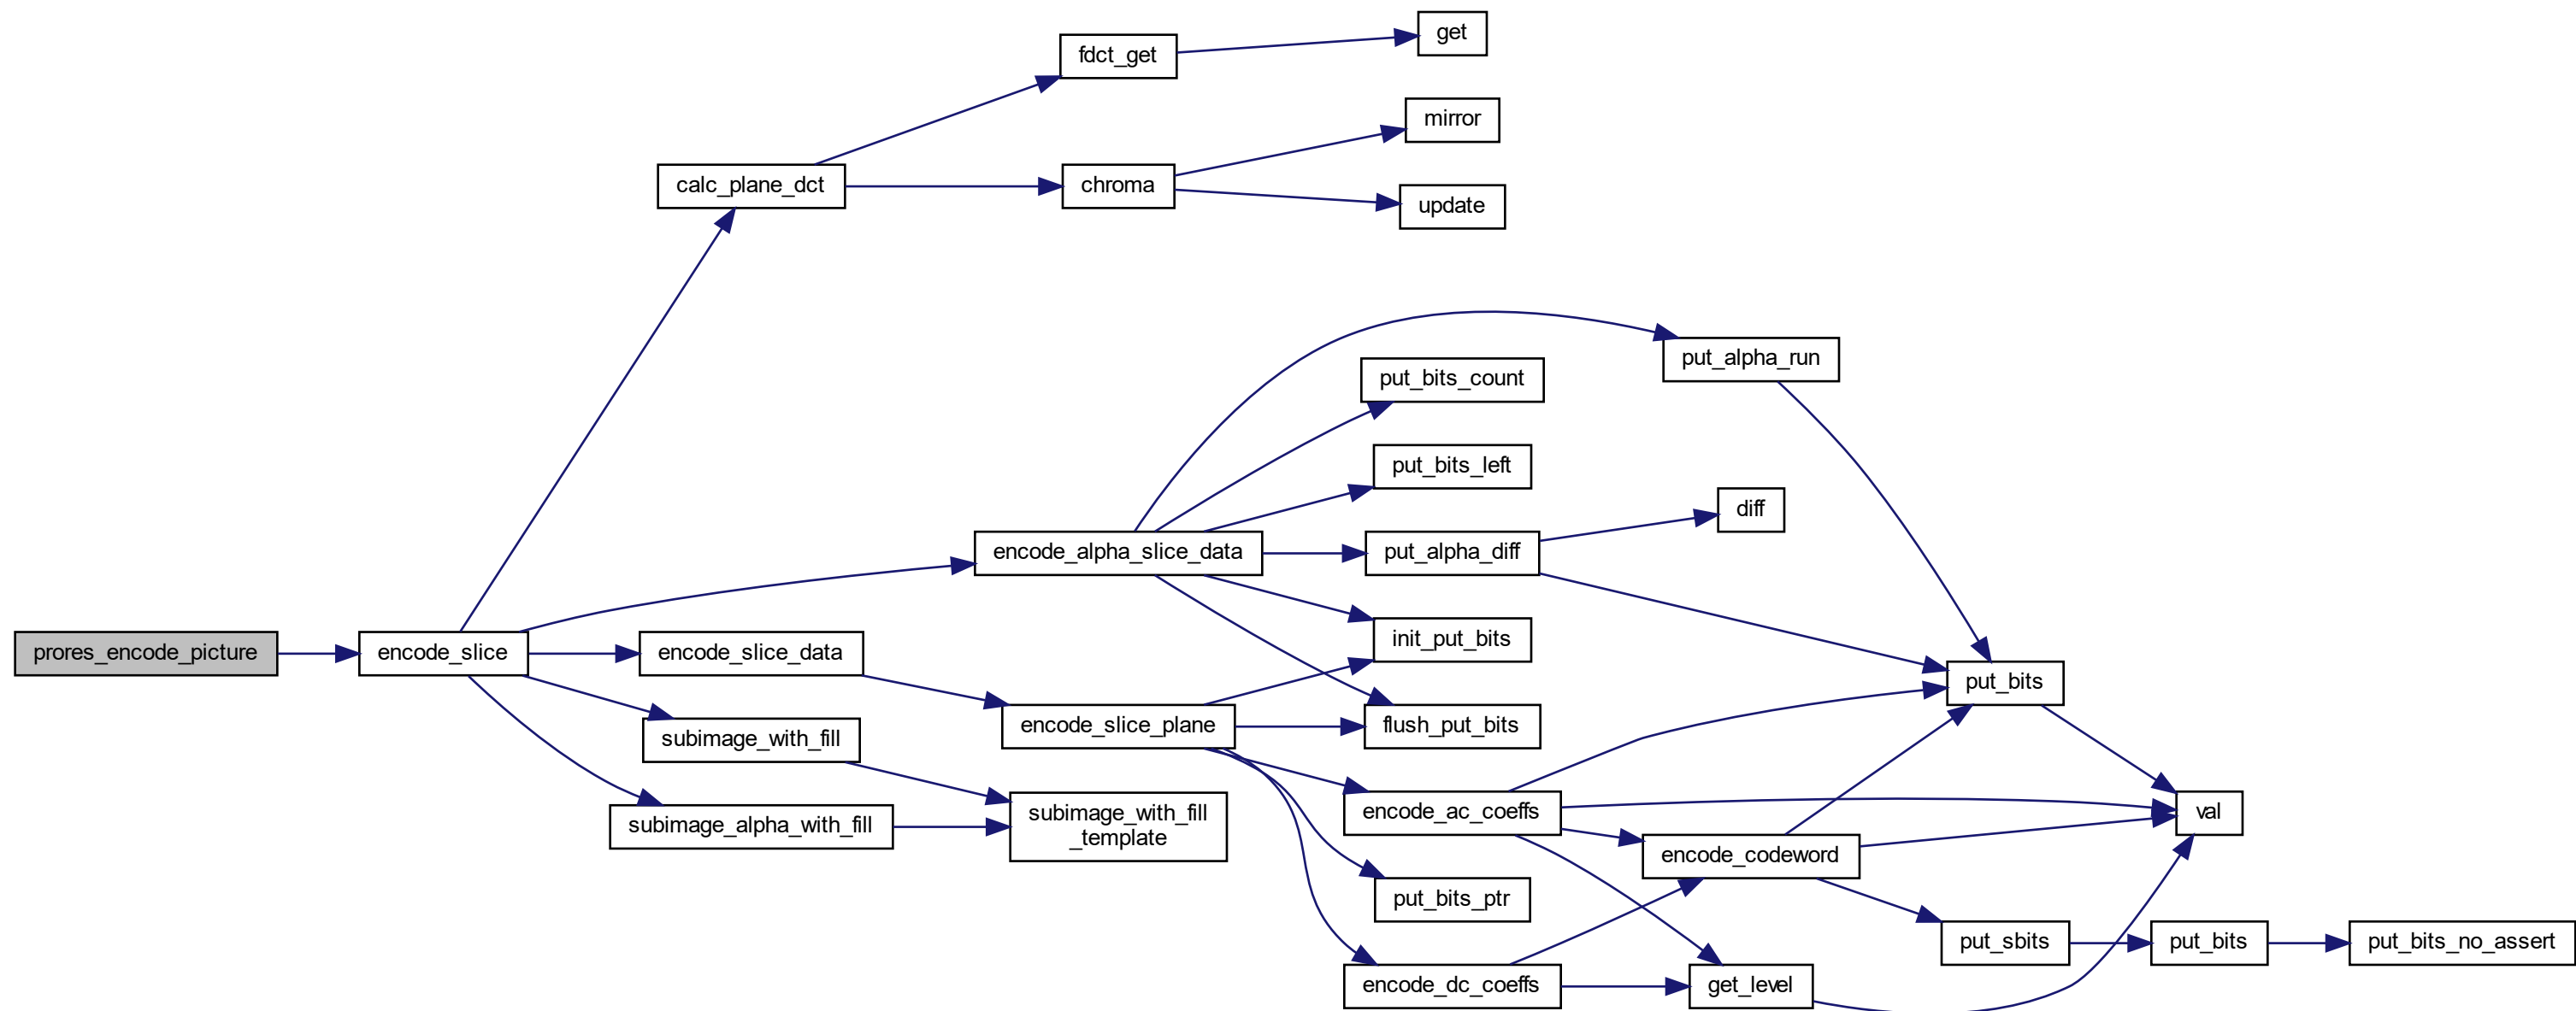 get
fdct_get
mirror
calc_plane_dct
chroma
update
put_alpha_run
put_bits_count
put_bits_left
diff
encode_alpha_slice_data
put_alpha_diff
init_put_bits
prores_encode_picture
encode_slice
encode_slice_data
put_bits
encode_slice_plane
flush_put_bits
subimage_with_fill
subimage_alpha_with_fill
subimage_with_fill
_template
encode_ac_coeffs
val
encode_codeword
put_bits_ptr
put_sbits
put_bits
put_bits_no_assert
encode_dc_coeffs
get_level